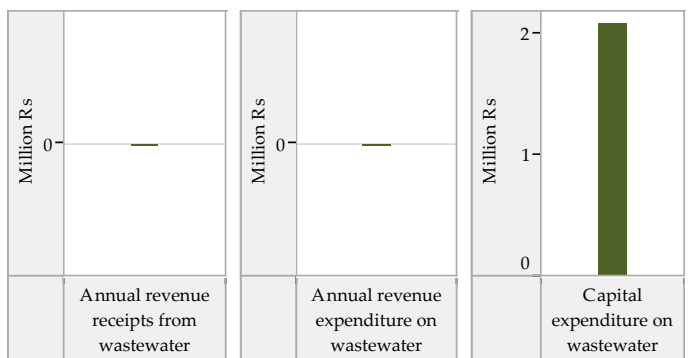 Million Rs
0
Annual revenue
receipts from
wastewater
Million Rs
0
Annual revenue
expenditure on
wastewater
Million Rs
2
1
0
Capital
expenditure on
wastewater